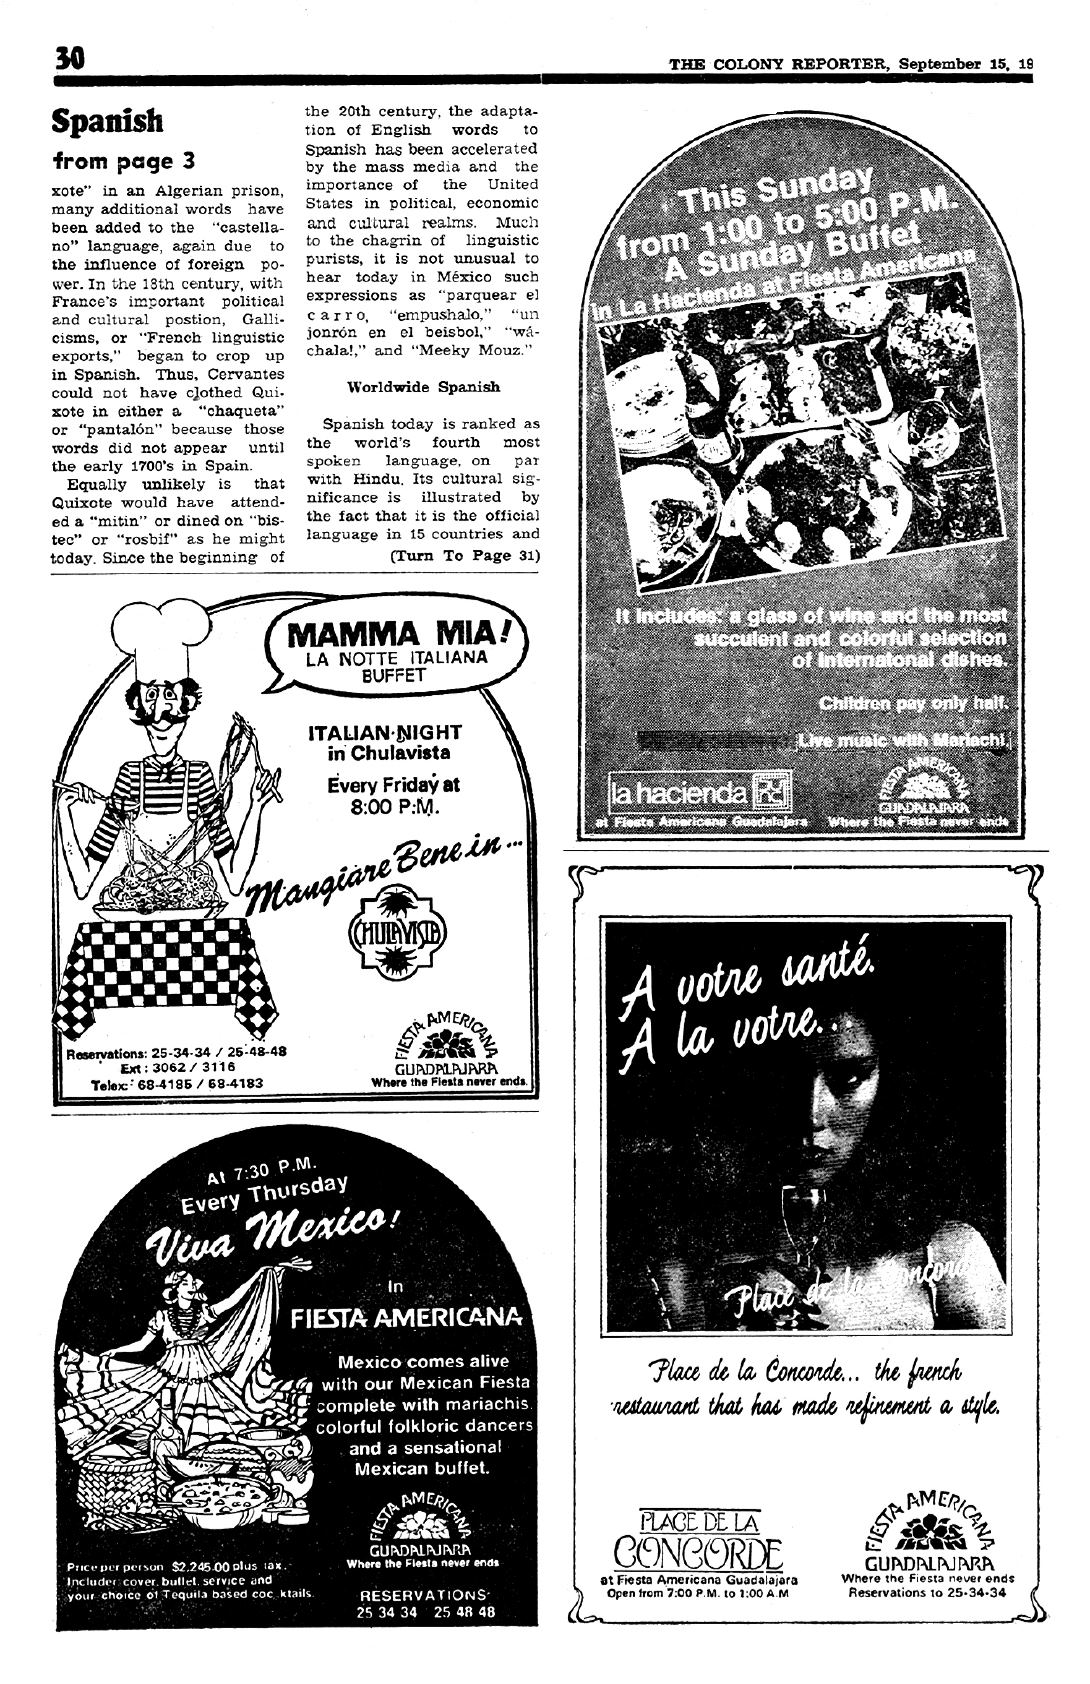 30
THE COLONY REPORTER, September 15, 19
Spanish
from page 3
xote" in an Algerian prison,
many additional words have
been added to the "castella-
no" language, again due to
the influence of foreign po-
wer. In the 18th century, with
France's important political
and cultural postion, Galli-
cisms, or "French linguistic
exports," began to crop up
in Spanish. Thus, Cervantes
could not have clothed Qui-
xote in either a "chaqueta"
or "pantalón" because those
words did not appear until
the early 1700's in Spain.
Equally unlikely is that
Quixote would have attend-
ed a "mitin" or dined on "bis-
tec" or "rosbif" as he might
today. Since the beginning of
the 20th century, the adapta-
tion of English words to
Spanish has been accelerated
by the mass media and the
importance of the United
States in political, economic
and cultural realms. Much
to the chagrin of linguistic
purists, it is not unusual to
hear today in México such
expressions as "parquear el
carro, "empushalo," "un
jonrón en el beisbol," "wá-
chala!," and "Meeky Mouz."
Worldwide Spanish
Spanish today is ranked as
the world's fourth most
spoken language, on par
with Hindu. Its cultural sig-
nificance is illustrated by
the fact that it is the official
language in 15 countries and
(Turn To Page 31)
This Sunday
from 1:00 to 5:00 P.M.
A Sunday Buffet
In La Hacienda at Fiesta Americana
It includes: a glass of wine and the most
succulent and colorful selection
of Internatonal dishes.
Children pay only half.
Live music with Mariachi.
la hacienda
at Fiesta Americana Guadalajara
FIESTA AMERICANA
GUADALAJARA
Where the Fiesta never ends
MAMMA MIA!
LA NOTTE ITALIANA
BUFFET
ITALIAN NIGHT
in Chulavista
Every Friday at
8:00 P.M.
Mangiare Bene in...
CHULAVISTA
Reservations: 25-34-34 / 25-48-48
Ext: 3062 / 3116
Telex: 68-4185 / 68-4183
FIESTA AMERICANA
GUADALAJARA
Where the Fiesta never ends.
At 7:30 P.M.
Every Thursday
Viva Mexico!
In
FIESTA AMERICANA
Mexico comes alive
with our Mexican Fiesta
complete with mariachis,
colorful folkloric dancers
and a sensational
Mexican buffet.
FIESTA AMERICANA
GUADALAJARA
Where the Fiesta never ends
RESERVATIONS
25 34 34 25 48 48
Price per person $2,245.00 plus tax.
Includer cover, buffet, service and
your choice of Tequila based cocktails.
A votre santé.
A la votre...
Place de la Concorde
Place de la Concorde... the french
restaurant that has made refinement a style.
PLACE DE LA
CONCORDE
at Fiesta Americana Guadalajara
Open from 7:00 P.M. to 1:00 A.M
FIESTA AMERICANA
GUADALAJARA
Where the Fiesta never ends
Reservations to 25-34-34